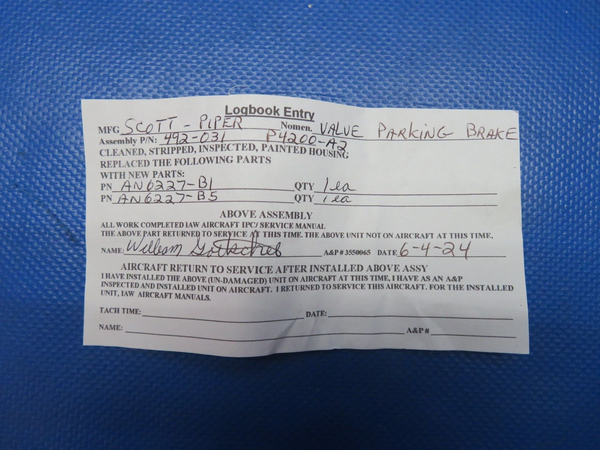 Logbook Entry
MFG SCOTT - PIPER Nomen. VALVE PARKING BRAKE
Assembly P/N: 492-031 P4200-A2
CLEANED, STRIPPED, INSPECTED, PAINTED HOUSING
REPLACED THE FOLLOWING PARTS
WITH NEW PARTS:
PN AN6227-B1 QTY 1 ea
PN AN6227-B5 QTY 1 ea
ABOVE ASSEMBLY
ALL WORK COMPLETED IAW AIRCRAFT IPC/ SERVICE MANUAL
THE ABOVE PART RETURNED TO SERVICE AT THIS TIME. THE ABOVE UNIT NOT ON AIRCRAFT AT THIS TIME,
NAME: William A&P # 3550065 DATE 6-4-24
AIRCRAFT RETURN TO SERVICE AFTER INSTALLED ABOVE ASSY
I HAVE INSTALLED THE ABOVE (UN-DAMAGED) UNIT ON AIRCRAFT AT THIS TIME, I HAVE AS AN A&P
INSPECTED AND INSTALLED UNIT ON AIRCRAFT. I RETURNED TO SERVICE THIS AIRCRAFT. FOR THE INSTALLED
UNIT, IAW AIRCRAFT MANUALS.
TACH TIME: DATE:
NAME: A&P #